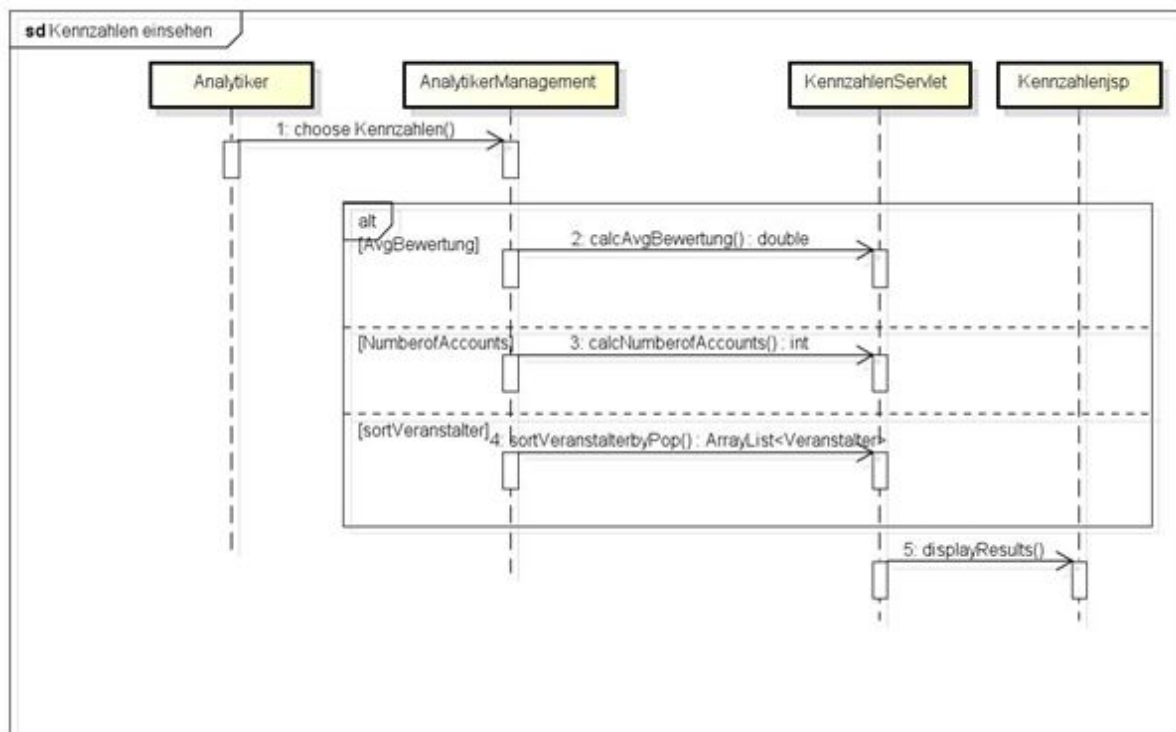 sd Kennzahlen einsehen
Analytiker
AnalytikerManagement
KennzahlenServlet
Kennzahlenjsp
1: choose Kennzahlen()
alt
[AvgBewertung]
2: calcAvgBewertung() : double
[NumberofAccounts]
3: calcNumberofAccounts() : int
[sortVeranstalter]
4: sortVeranstalterbyPop() : ArrayList<Veranstalter>
5: displayResults()